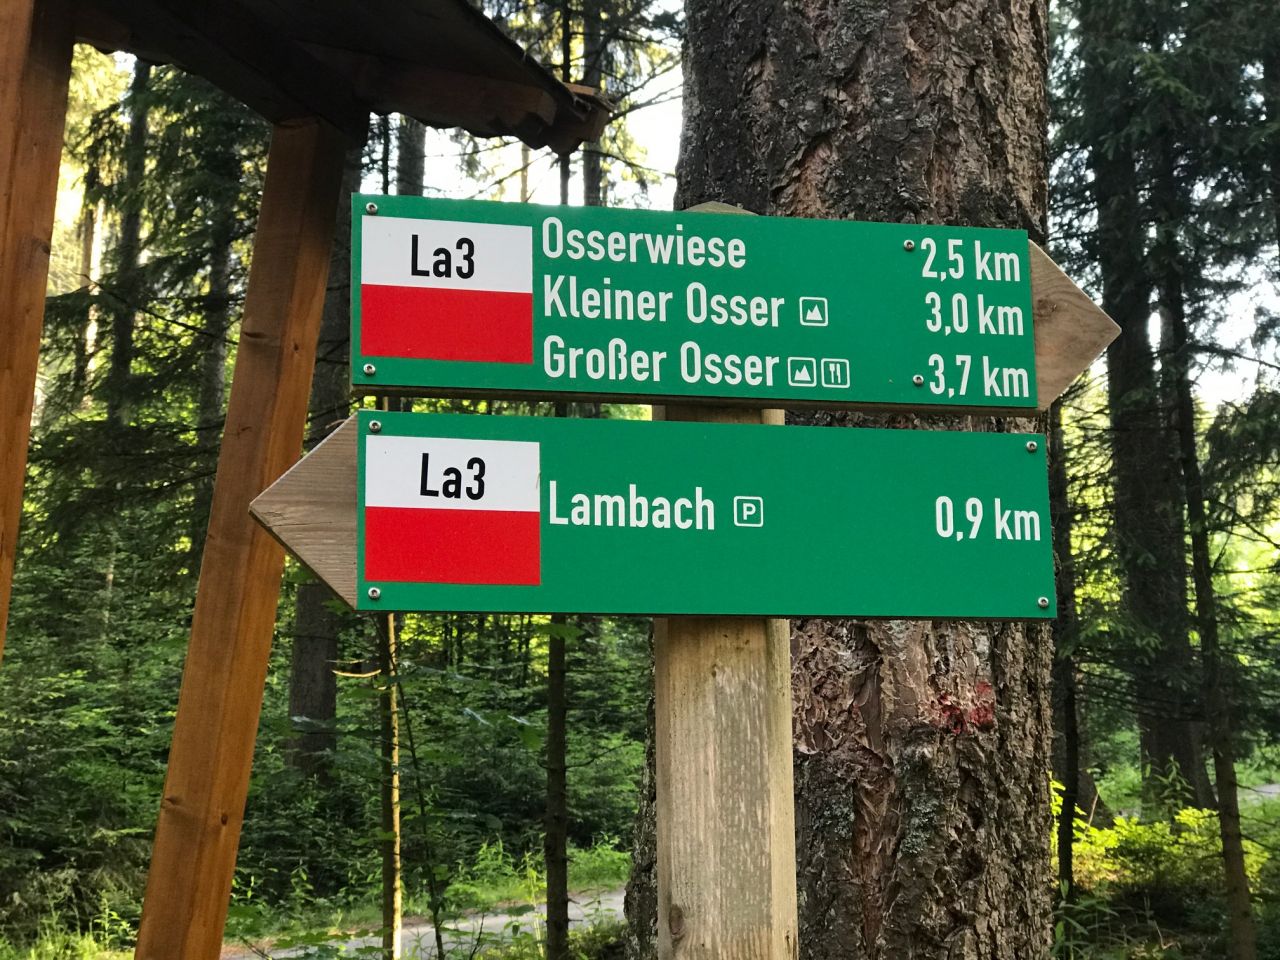 La3
Osserwiese 2,5 km
Kleiner Osser 3,0 km
Großer Osser 3,7 km
La3
Lambach P 0,9 km